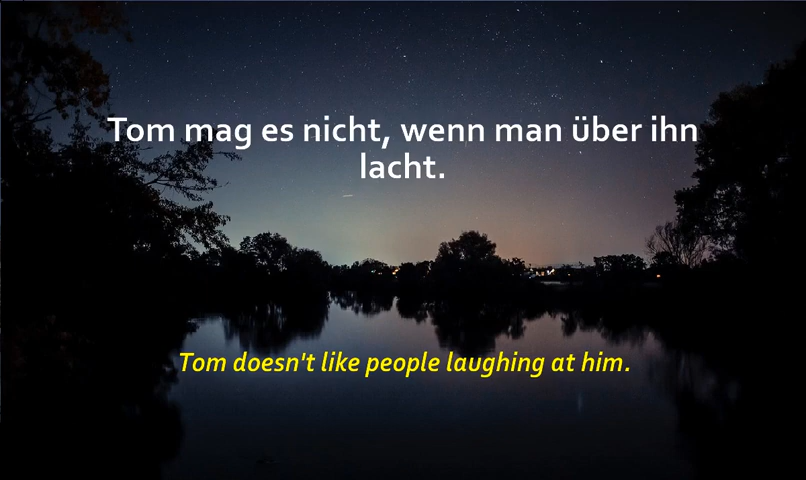 Tom mag es nicht, wenn man über ihn
lacht.
Tom doesn't like people laughing at him.